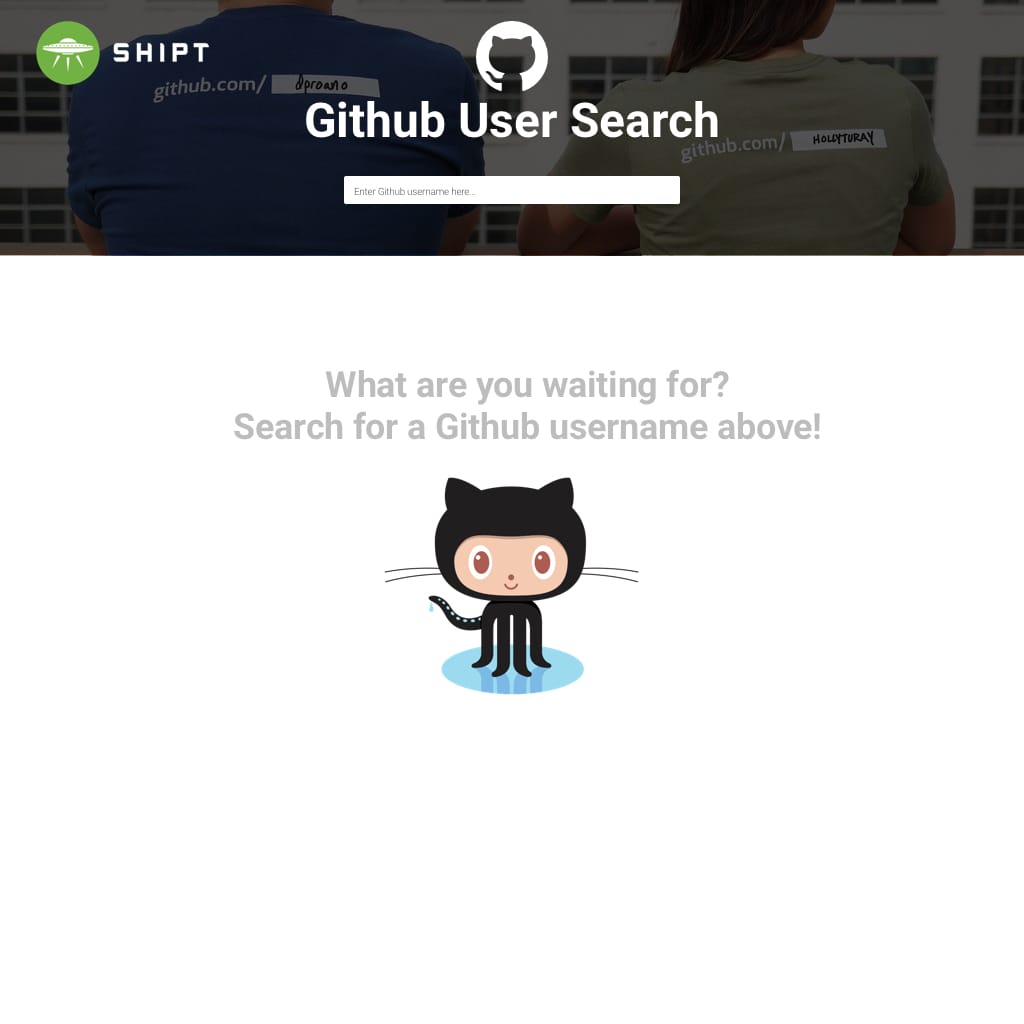 SHIPT
github.com/ dproano
Github User Search
github.com/ HOLLYTURAY
Enter Github username here...
What are you waiting for?
Search for a Github username above!